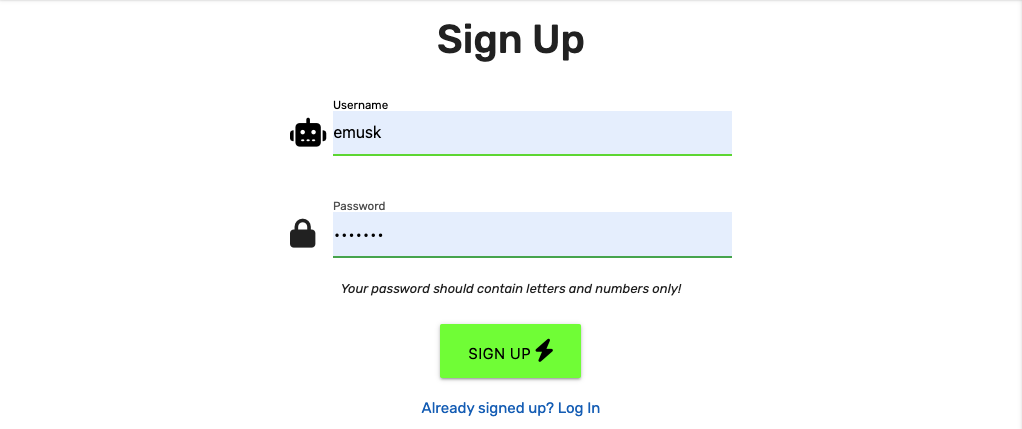 Sign Up
Username
emusk
Password
•••••••
Your password should contain letters and numbers only!
SIGN UP
Already signed up? Log In